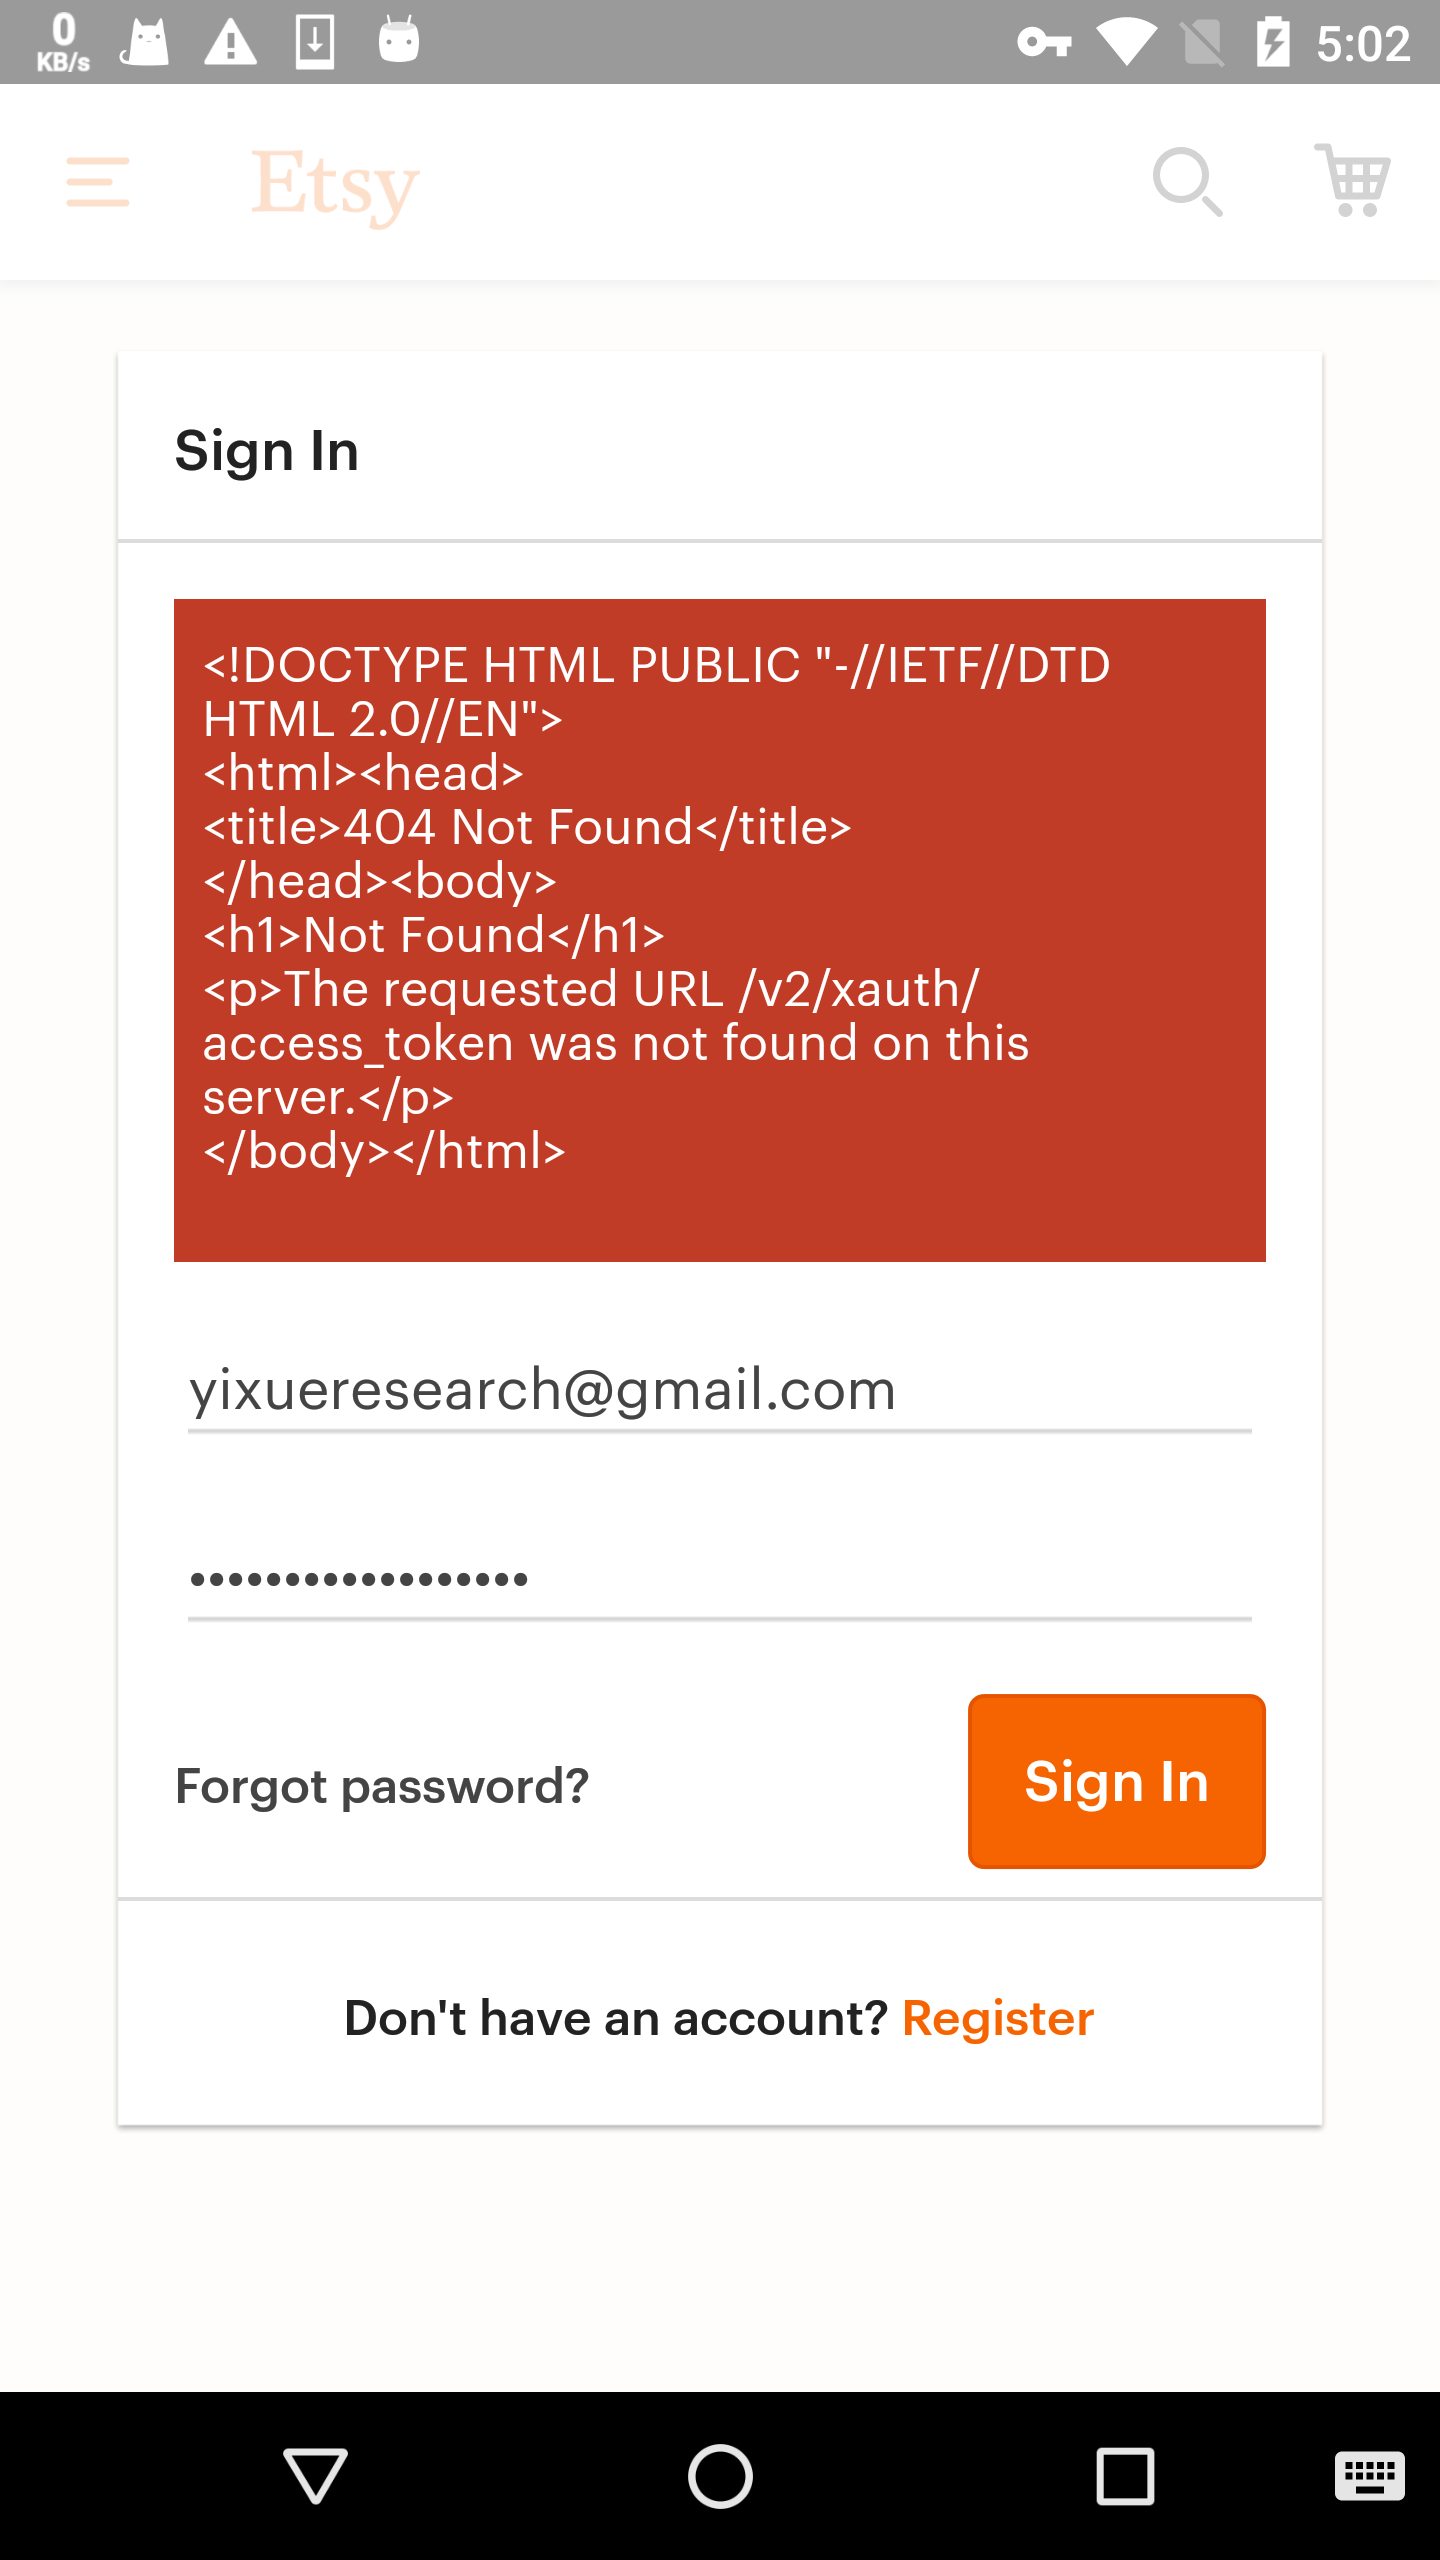 0
KB/s
5:02
Etsy
Sign In
<!DOCTYPE HTML PUBLIC "-//IETF//DTD
HTML 2.0//EN">
<html><head>
<title>404 Not Found</title>
</head><body>
<h1>Not Found</h1>
<p>The requested URL /v2/xauth/
access_token was not found on this
server.</p>
</body></html>
yixueresearch@gmail.com
••••••••••••••••••
Forgot password?
Sign In
Don't have an account? Register